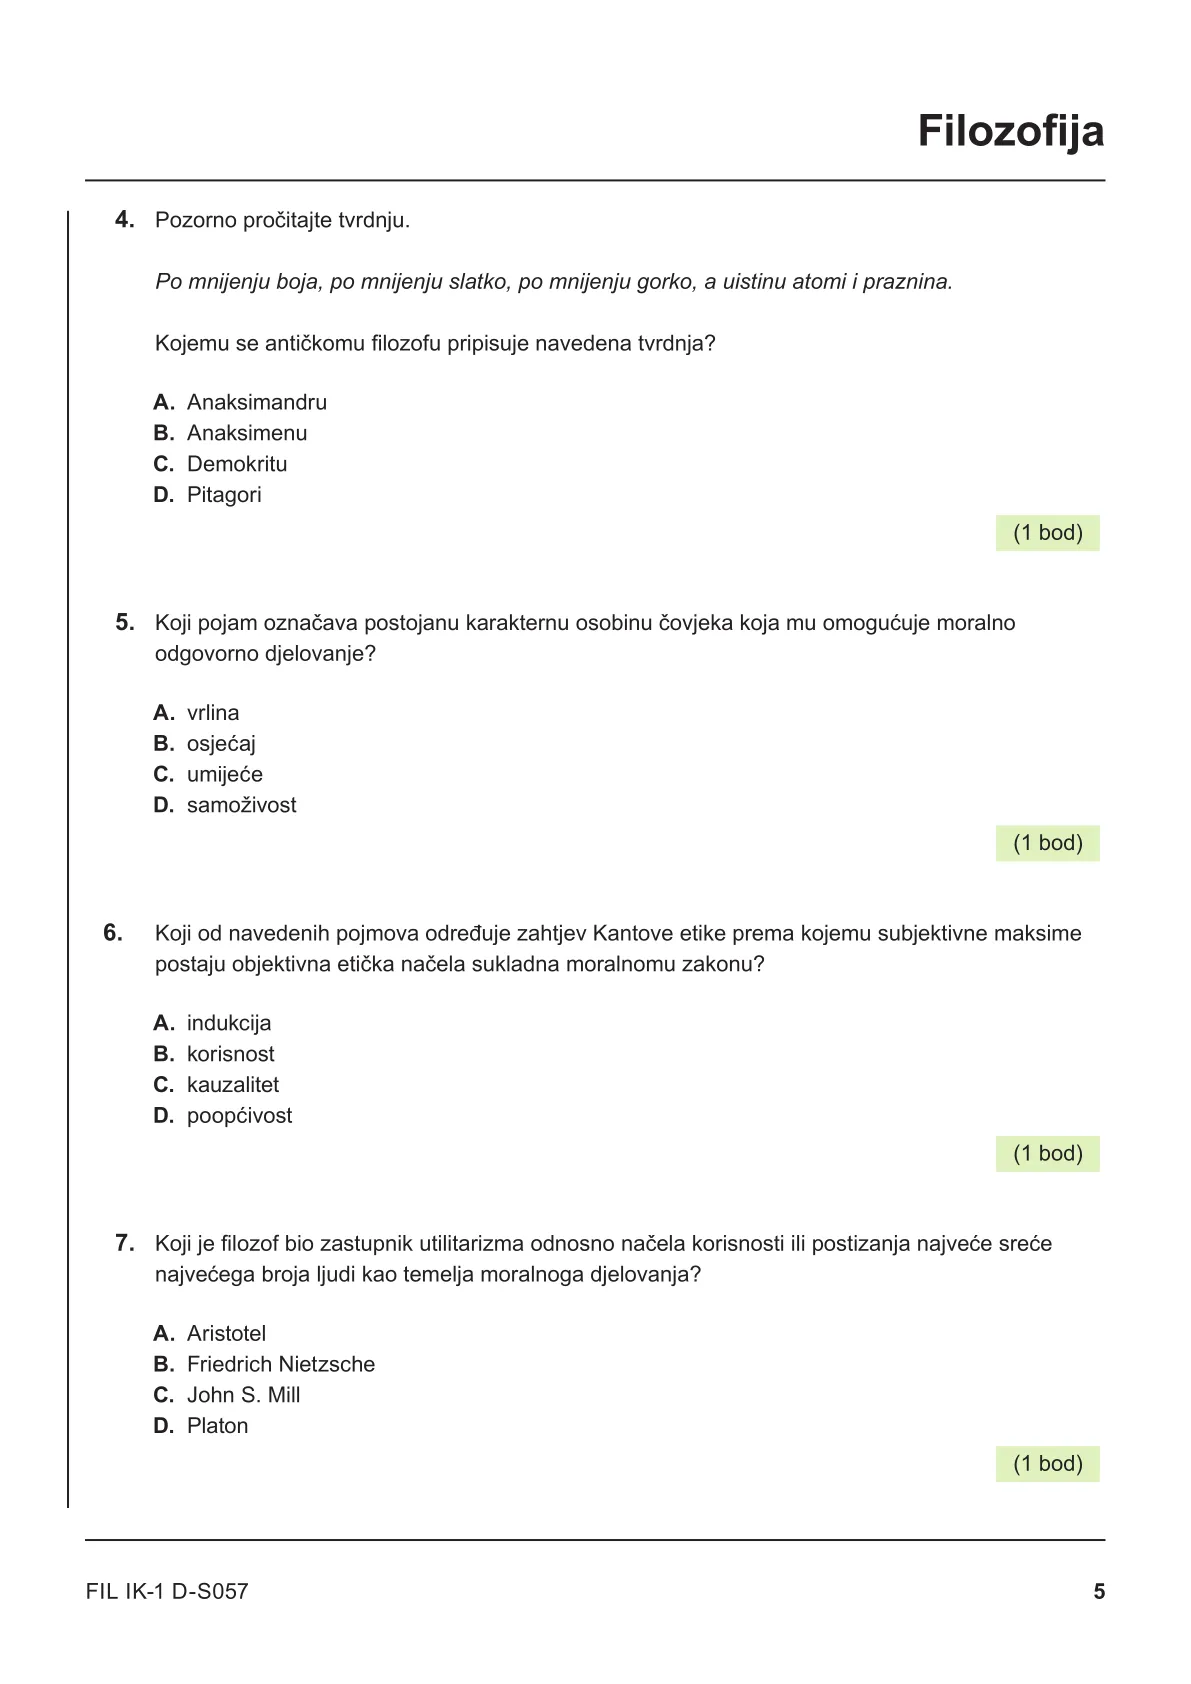 Filozofija
4. Pozorno pročitajte tvrdnju.
Po mnijenju boja, po mnijenju slatko, po mnijenju gorko, a uistinu atomi i praznina.
Kojemu se antičkomu filozofu pripisuje navedena tvrdnja?
A. Anaksimandru
B. Anaksimenu
C. Demokritu
D. Pitagori
(1 bod)
5. Koji pojam označava postojanu karakternu osobinu čovjeka koja mu omogućuje moralno
odgovorno djelovanje?
A. vrlina
B. osjećaj
C. umijeće
D. samoživost
(1 bod)
6. Koji od navedenih pojmova određuje zahtjev Kantove etike prema kojemu subjektivne maksime
postaju objektivna etička načela sukladna moralnomu zakonu?
A. indukcija
B. korisnost
C. kauzalitet
D. poopćivost
(1 bod)
7. Koji je filozof bio zastupnik utilitarizma odnosno načela korisnosti ili postizanja najveće sreće
najvećega broja ljudi kao temelja moralnoga djelovanja?
A. Aristotel
B. Friedrich Nietzsche
C. John S. Mill
D. Platon
(1 bod)
FIL IK-1 D-S057
5